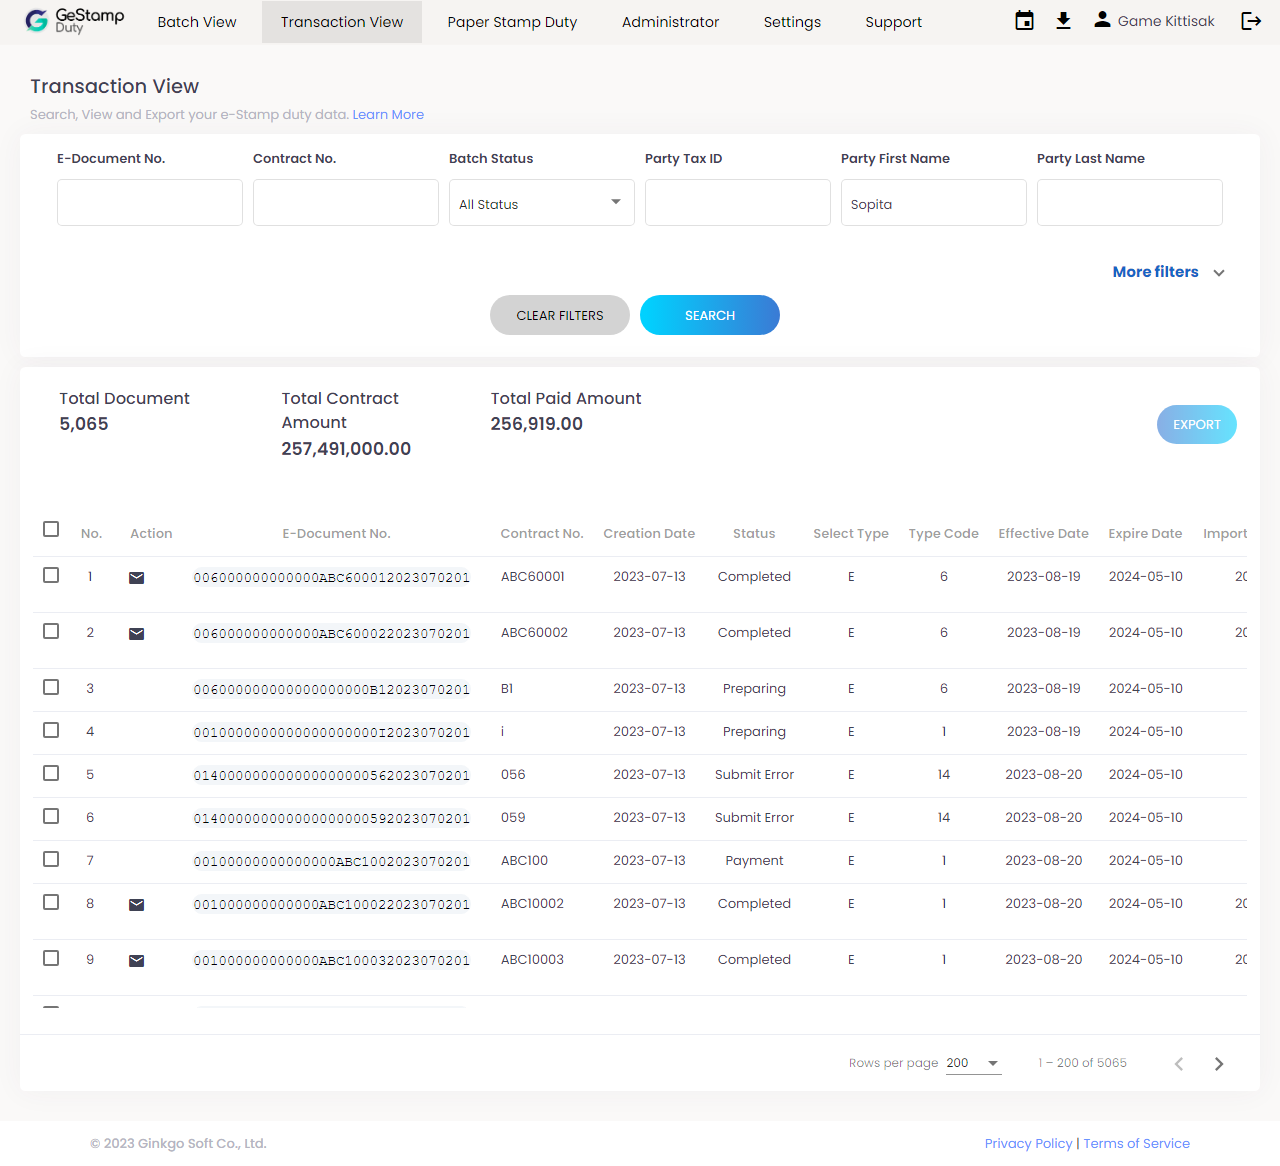 GeStamp Duty Batch View Transaction View Paper Stamp Duty Administrator Settings Support Game Kittisak
Transaction View
Search, View and Export your e-Stamp duty data. Learn More
E-Document No. Contract No. Batch Status Party Tax ID Party First Name Party Last Name
All Status Sopita
More filters
CLEAR FILTERS SEARCH
Total Document Total Contract Amount Total Paid Amount
5,065 257,491,000.00 256,919.00
EXPORT
No. Action E-Document No. Contract No. Creation Date Status Select Type Type Code Effective Date Expire Date Import
1 006000000000000ABC600012023070201 ABC60001 2023-07-13 Completed E 6 2023-08-19 2024-05-10 20
2 006000000000000ABC600022023070201 ABC60002 2023-07-13 Completed E 6 2023-08-19 2024-05-10 20
3 006000000000000000000B12023070201 B1 2023-07-13 Preparing E 6 2023-08-19 2024-05-10
4 0010000000000000000000I2023070201 i 2023-07-13 Preparing E 1 2023-08-19 2024-05-10
5 014000000000000000000562023070201 056 2023-07-13 Submit Error E 14 2023-08-20 2024-05-10
6 014000000000000000000592023070201 059 2023-07-13 Submit Error E 14 2023-08-20 2024-05-10
7 00100000000000000ABC1002023070201 ABC100 2023-07-13 Payment E 1 2023-08-20 2024-05-10
8 001000000000000ABC100022023070201 ABC10002 2023-07-13 Completed E 1 2023-08-20 2024-05-10 20
9 001000000000000ABC100032023070201 ABC10003 2023-07-13 Completed E 1 2023-08-20 2024-05-10 20
Rows per page 200 1 – 200 of 5065
© 2023 Ginkgo Soft Co., Ltd. Privacy Policy | Terms of Service